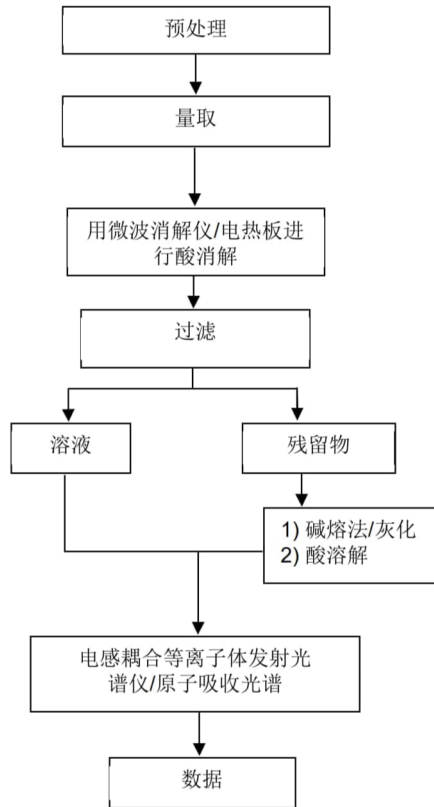 预处理
量取
用微波消解仪/电热板进
行酸消解
过滤
溶液
残留物
1) 碱熔法/灰化
2) 酸溶解
电感耦合等离子体发射光
谱仪/原子吸收光谱
数据